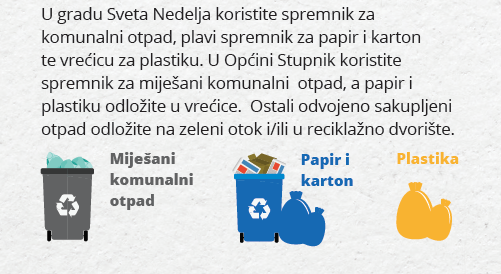 U gradu Sveta Nedelja koristite spremnik za
komunalni otpad, plavi spremnik za papir i karton
te vrećicu za plastiku. U Općini Stupnik koristite
spremnik za miješani komunalni otpad, a papir i
plastiku odložite u vrećice. Ostali odvojeno sakupljeni
otpad odložite na zeleni otok i/ili u reciklažno dvorište.
Miješani
komunalni
otpad
Papir i
karton
Plastika